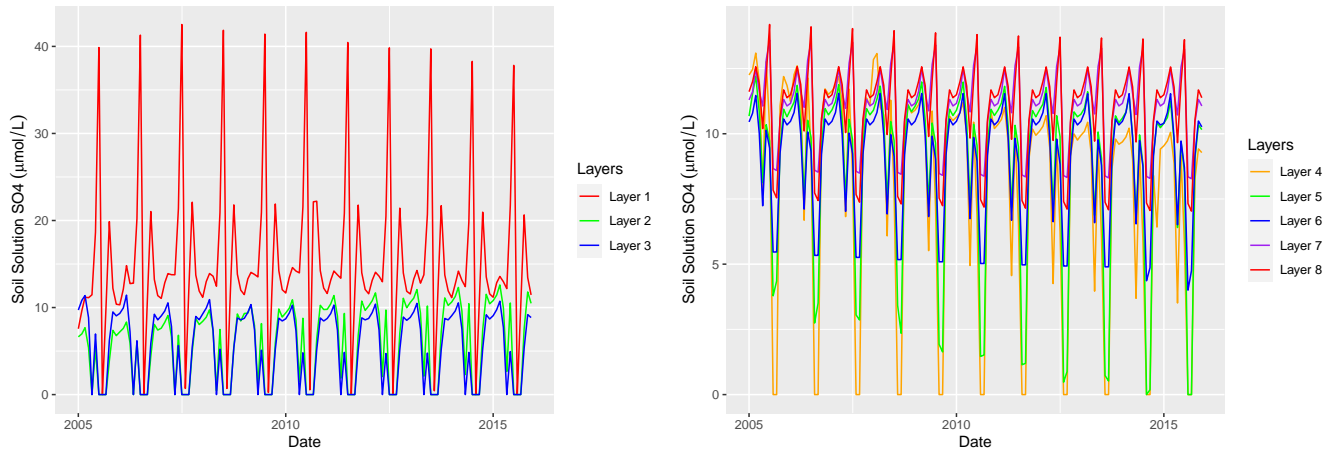 Soil Solution SO4 (μmol/L)
40
30
20
10
0
2005
2010
2015
Date
Layers
Layer 1
Layer 2
Layer 3
Soil Solution SO4 (μmol/L)
10
5
0
2005
2010
2015
Date
Layers
Layer 4
Layer 5
Layer 6
Layer 7
Layer 8